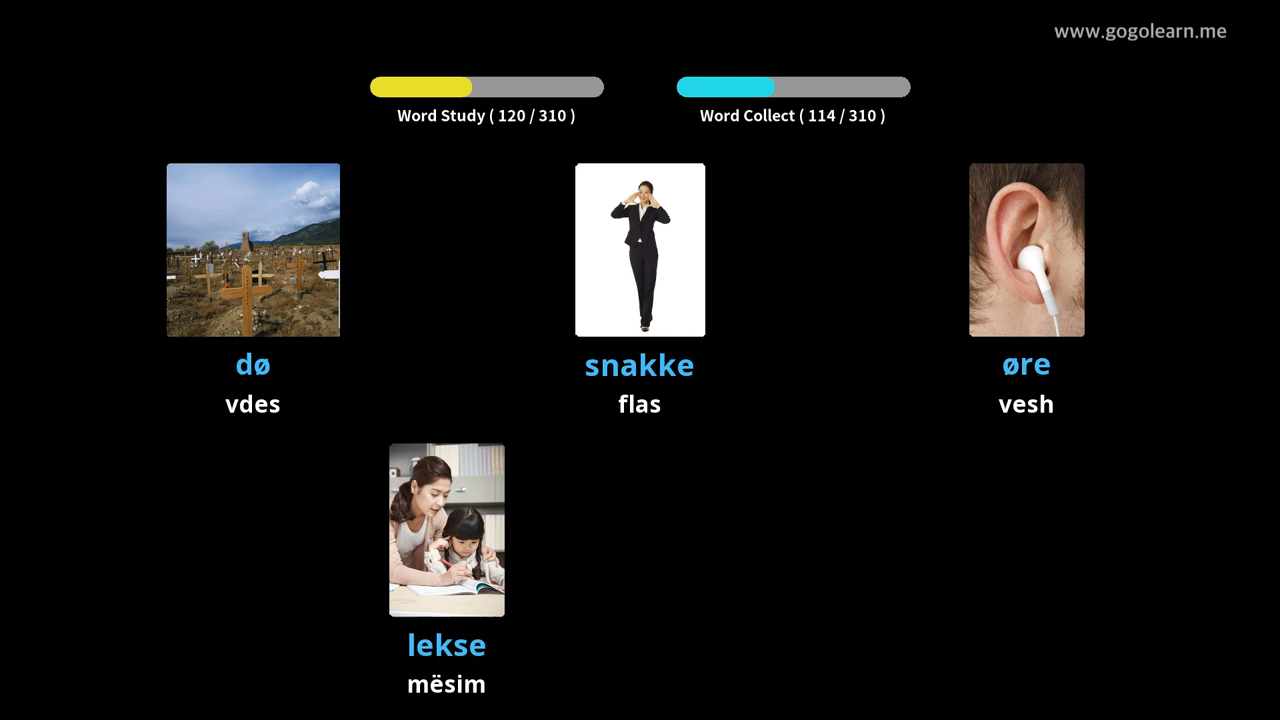 www.gogolearn.me
Word Study ( 120 / 310 )
Word Collect ( 114 / 310 )
dø
vdes
snakke
flas
øre
vesh
lekse
mësim